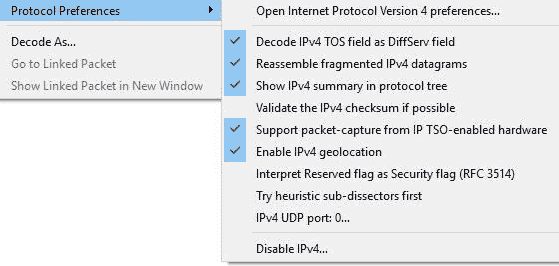 Protocol Preferences
Decode As...
Go to Linked Packet
Show Linked Packet in New Window
Open Internet Protocol Version 4 preferences...
Decode IPv4 TOS field as DiffServ field
Reassemble fragmented IPv4 datagrams
Show IPv4 summary in protocol tree
Validate the IPv4 checksum if possible
Support packet-capture from IP TSO-enabled hardware
Enable IPv4 geolocation
Interpret Reserved flag as Security flag (RFC 3514)
Try heuristic sub-dissectors first
IPv4 UDP port: 0...
Disable IPv4...